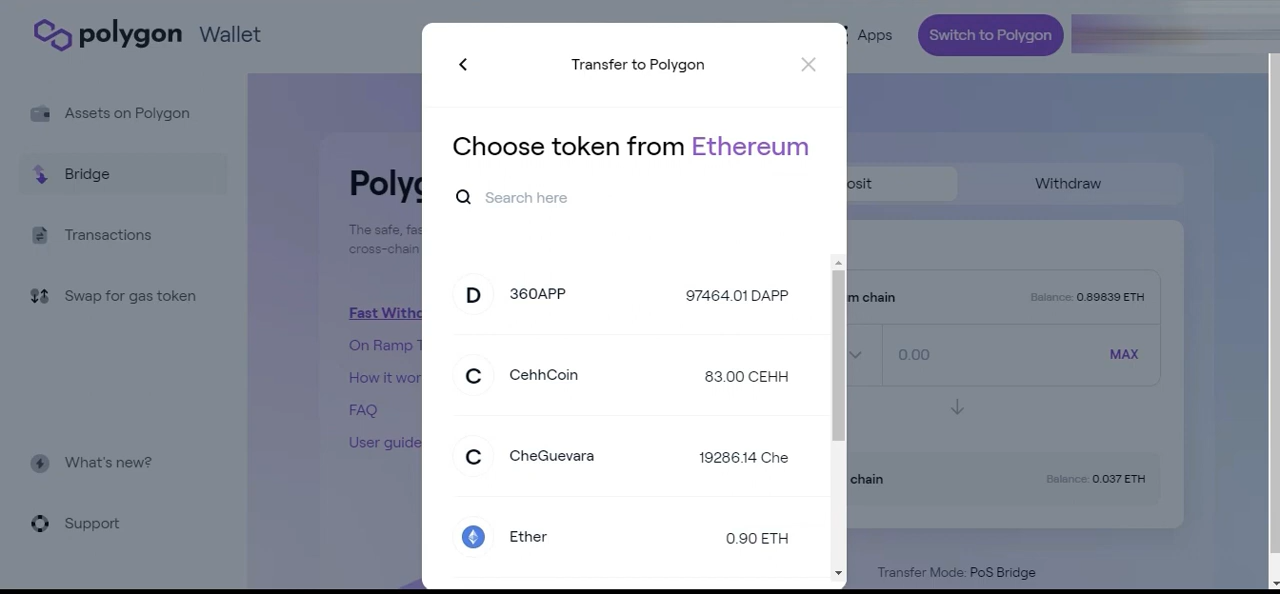 polygon Wallet
Apps
Switch to Polygon
Assets on Polygon
Bridge
Transactions
Swap for gas token
What's new?
Support
Transfer to Polygon
Choose token from Ethereum
Search here
360APP
97464.01 DAPP
CehhCoin
83.00 CEHH
CheGuevara
19286.14 Che
Ether
0.90 ETH
Polyg
The safe, fas
cross-chain
Fast Withd
On Ramp T
How it wor
FAQ
User guide
osit
Withdraw
m chain
Balance: 0.89839 ETH
0.00
MAX
chain
Balance: 0.037 ETH
Transfer Mode: PoS Bridge